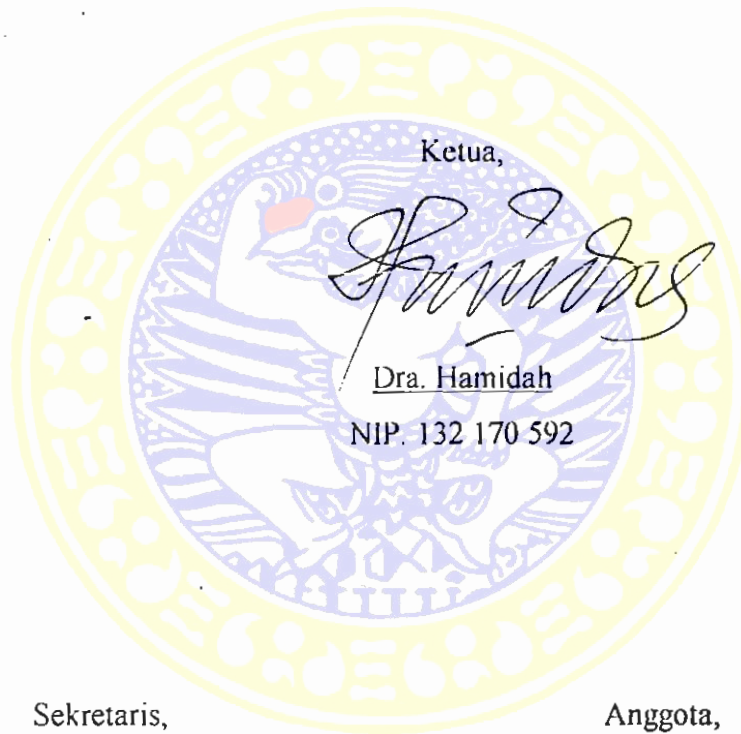 Ketua,
Dra. Hamidah
NIP. 132 170 592
Sekretaris,
Anggota,